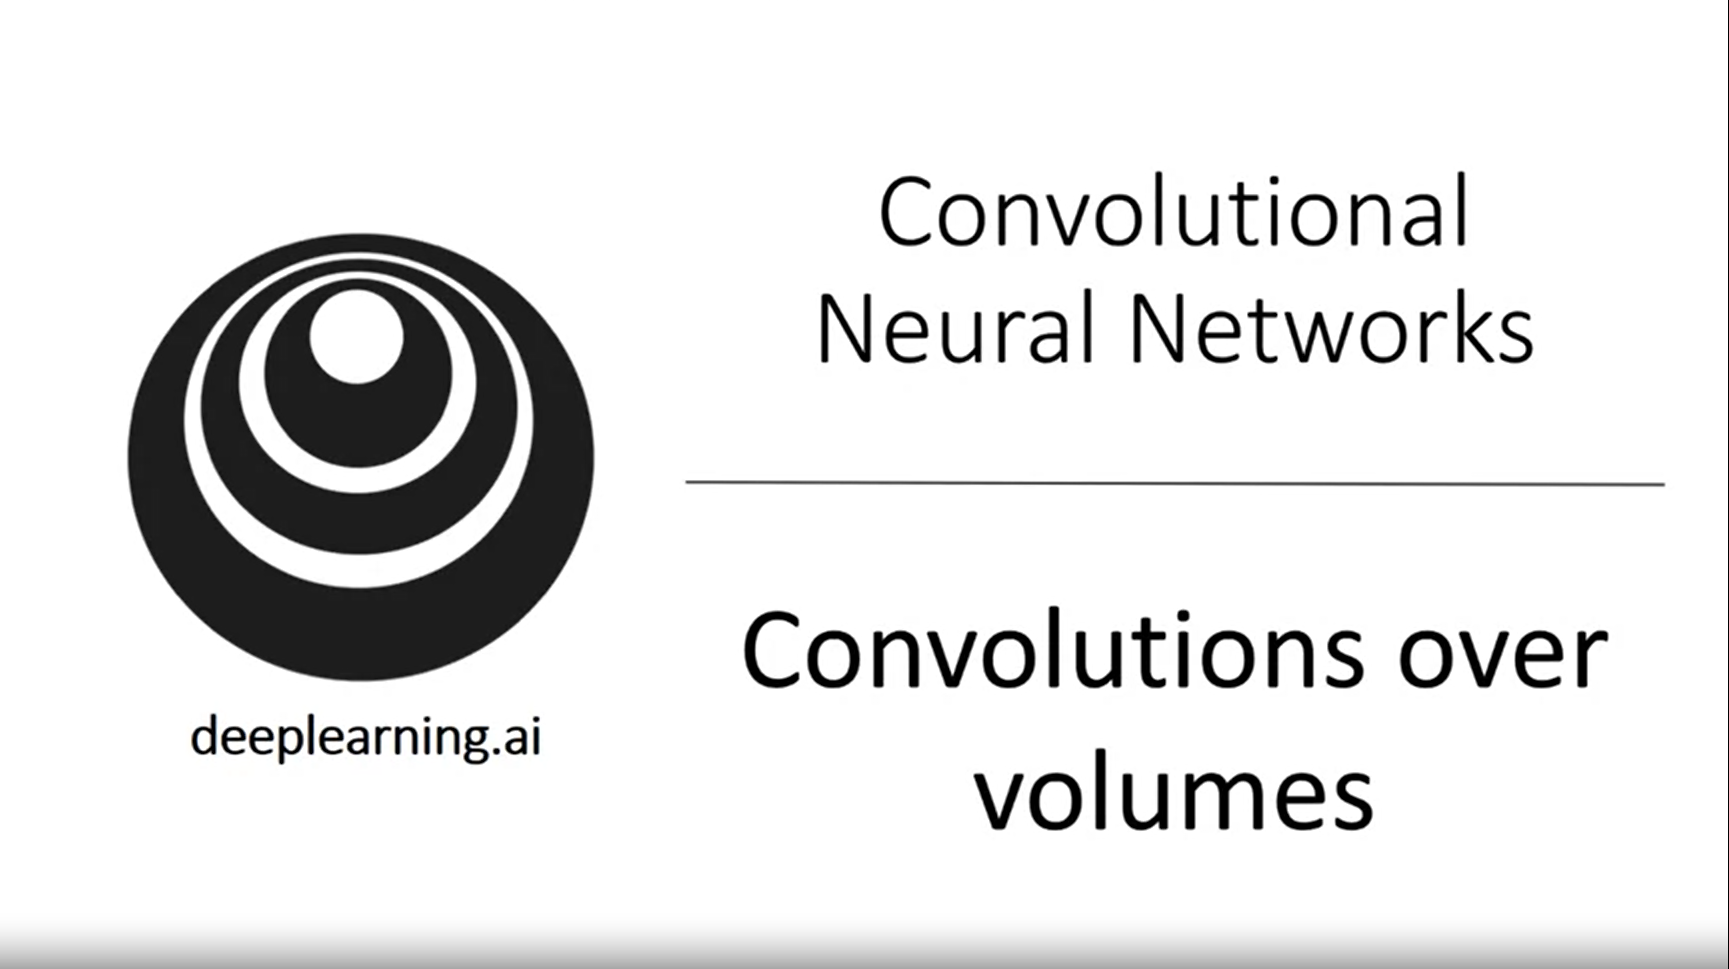 Convolutional
Neural Networks
Convolutions over
volumes
deeplearning.ai